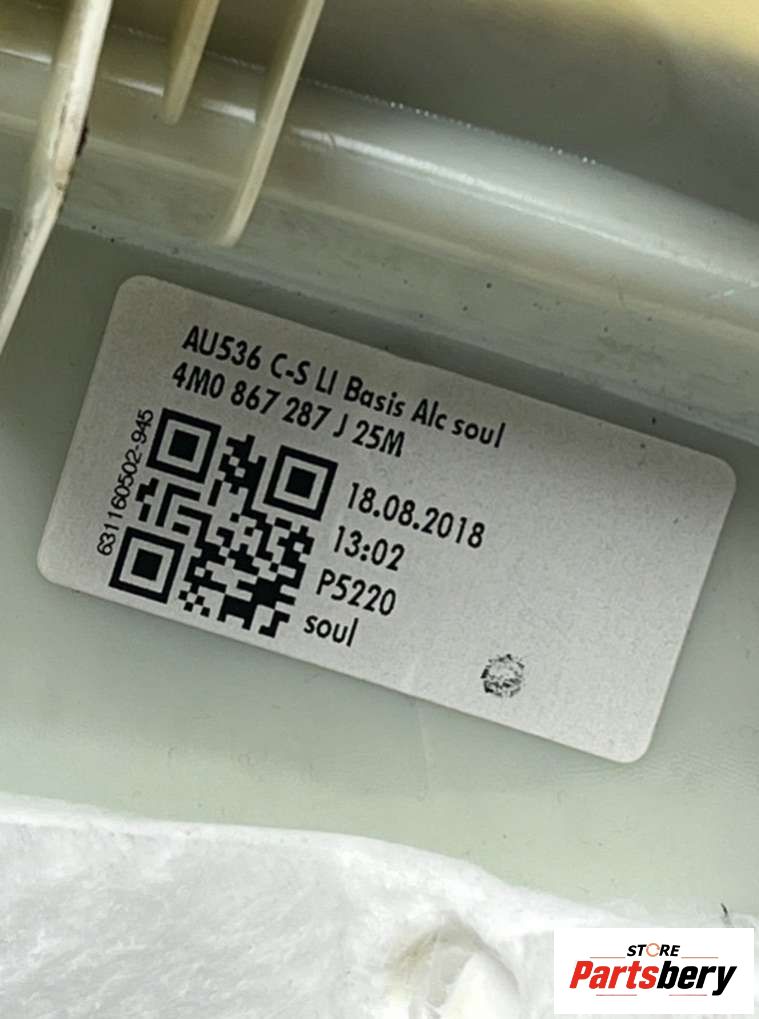 AU536 C-S LI Basis Alc soul
4M0 867 287 J 25M
631160502-945
18.08.2018
13:02
P5220
soul
STORE
Partsbery